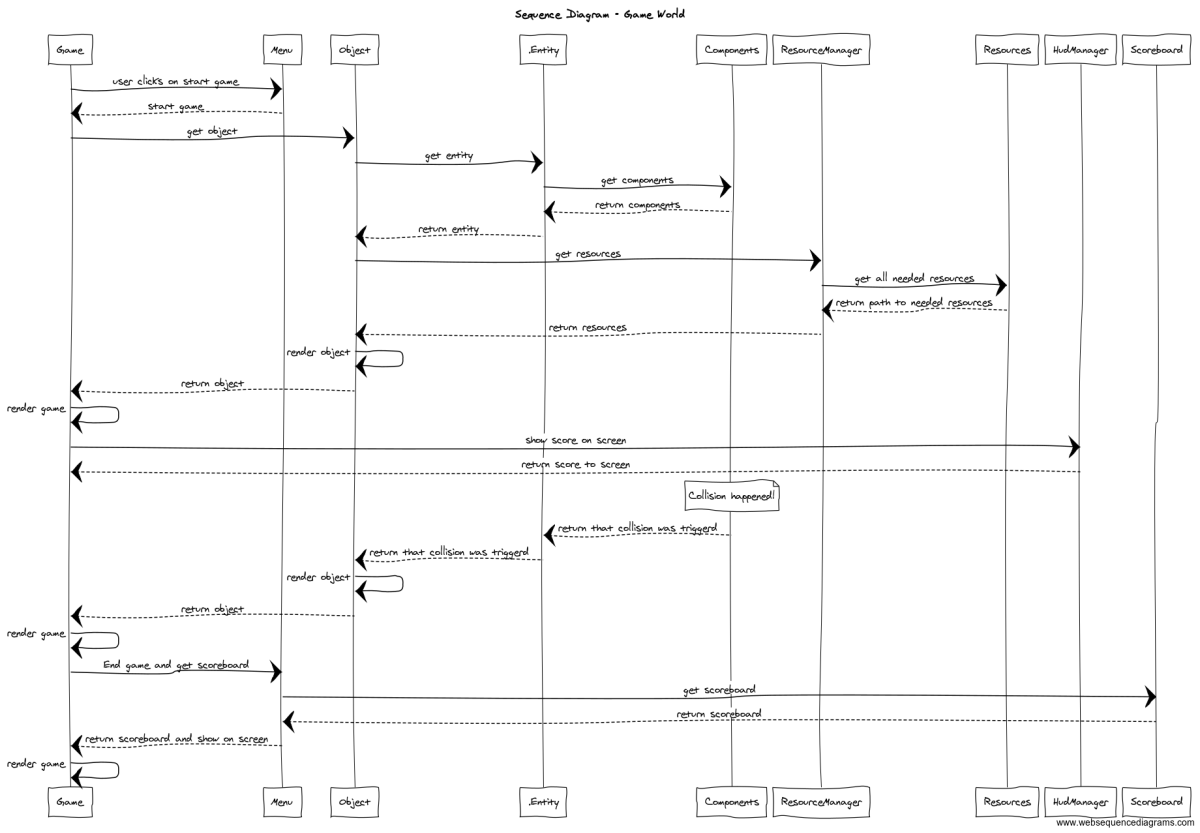 Sequence Diagram - Game World
Game Menu Object .Entity Components ResourceManager Resources HudManager Scoreboard
user click's on start game
start game
get object
get entity
get components
return components
return entity
get resources
get all needed resources
return path to needed resources
return resources
render object
return object
render game
show score on screen
return score to screen
Collision happened!
return that collision was triggerd
return that collision was triggerd
render object
return object
render game
End game and get scoreboard
get scoreboard
return scoreboard
return scoreboard and show on screen
render game
Game Menu Object .Entity Components ResourceManager Resources HudManager Scoreboard
www.websequencediagrams.com